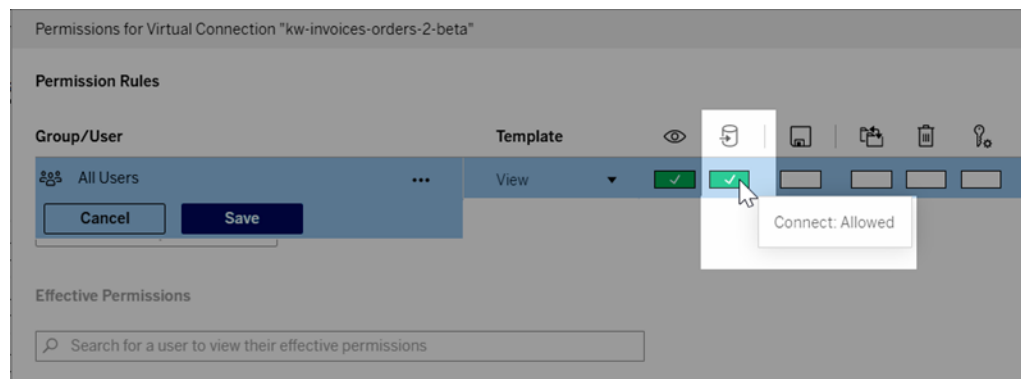 Permissions for Virtual Connection "kw-invoices-orders-2-beta"
Permission Rules
Group/User Template
All Users ... View
Cancel Save
Connect: Allowed
Effective Permissions
Search for a user to view their effective permissions